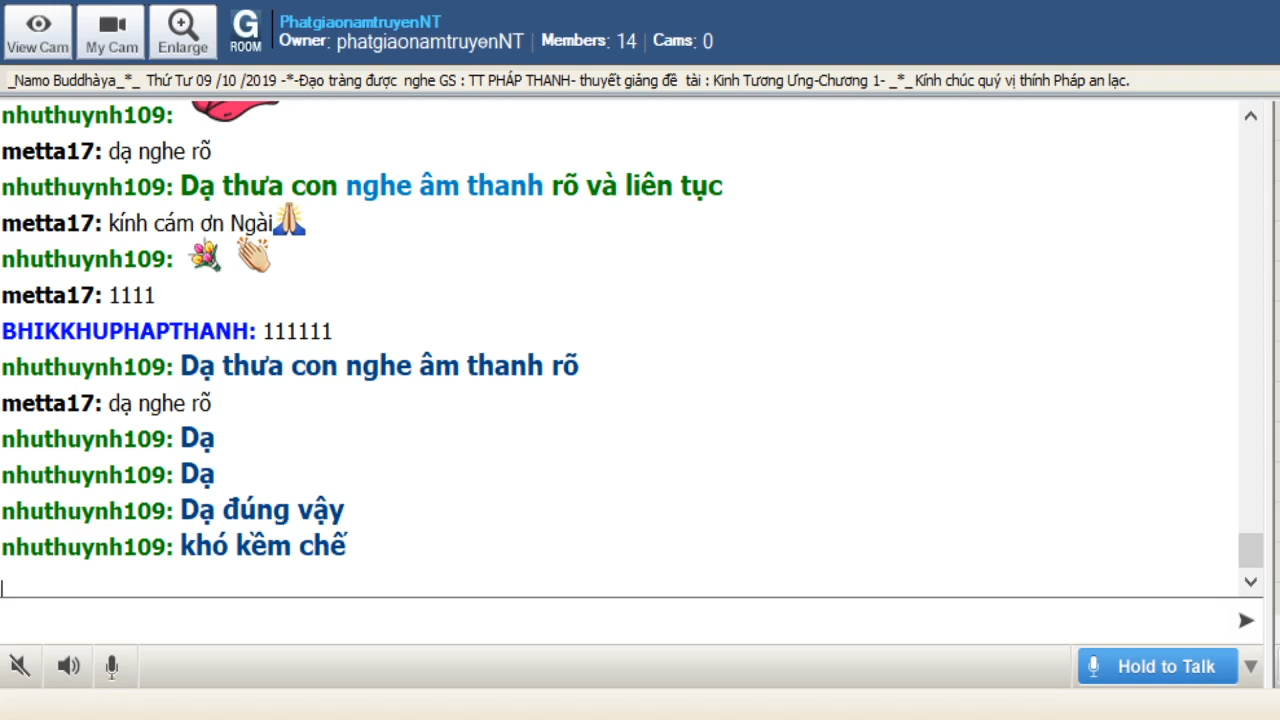 View Cam
My Cam
Enlarge
G
ROOM
PhatgiaonamtruyenNT
Owner: phatgiaonamtruyenNT | Members: 14 | Cams: 0
_Namo Buddhàya_*_ Thứ Tư 09 /10 /2019 -*-Đạo tràng được nghe GS : TT PHÁP THANH- thuyết giảng đề tài : Kinh Tương Ưng-Chương 1- _*_ Kính chúc quý vị thính Pháp an lạc.
nhuthuynh109:
metta17: dạ nghe rõ
nhuthuynh109: Dạ thưa con nghe âm thanh rõ và liên tục
metta17: kính cám ơn Ngài
nhuthuynh109:
metta17: 1111
BHIKKHUPHAPTHANH: 111111
nhuthuynh109: Dạ thưa con nghe âm thanh rõ
metta17: dạ nghe rõ
nhuthuynh109: Dạ
nhuthuynh109: Dạ
nhuthuynh109: Dạ đúng vậy
nhuthuynh109: khó kềm chế
Hold to Talk